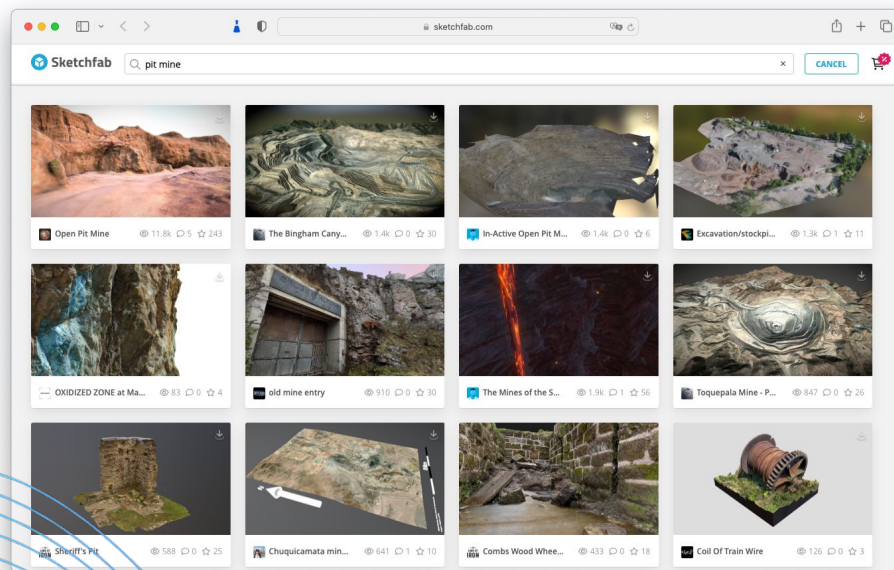 sketchfab.com
Sketchfab
pit mine
CANCEL
Open Pit Mine 11.8k 5 243
The Bingham Cany... 1.4k 0 30
In-Active Open Pit M... 1.4k 0 6
Excavation/stockpi... 1.3k 1 11
OXIDIZED ZONE at Ma... 83 0 4
old mine entry 910 0 30
The Mines of the S... 1.9k 1 56
Toquepala Mine - P... 847 0 26
Sheriff's Pit 588 0 25
Chuquicamata min... 641 1 10
Combs Wood Whee... 433 0 18
Coil Of Train Wire 126 0 3